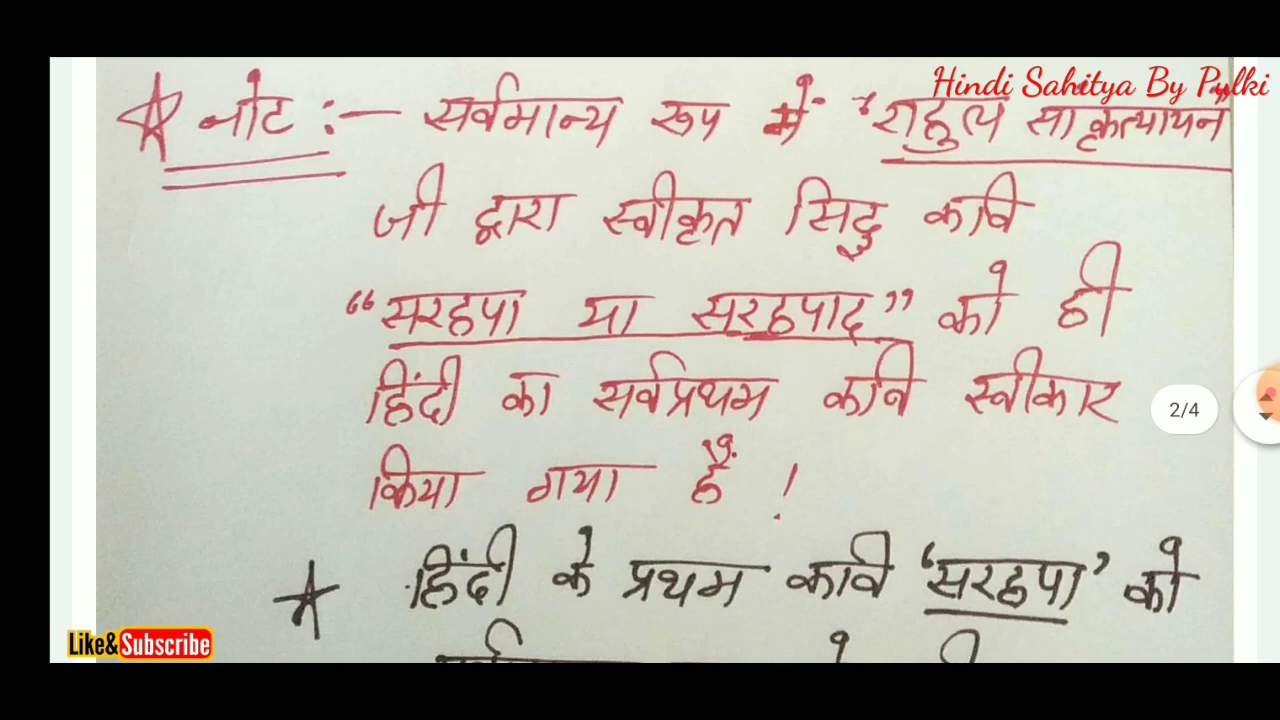 Hindi Sahitya By Pulki
☆ नोट :- सर्वमान्य रूप में 'राहुल सांकृत्यायन'
जी द्वारा स्वीकृत सिद्ध कवि
“सरहपा या सरहपाद” को ही
हिंदी का सर्वप्रथम कवि स्वीकार
किया गया हैं !
2/4
☆ हिंदी के प्रथम कवि ‘सरहपा’ को
Like& Subscribe